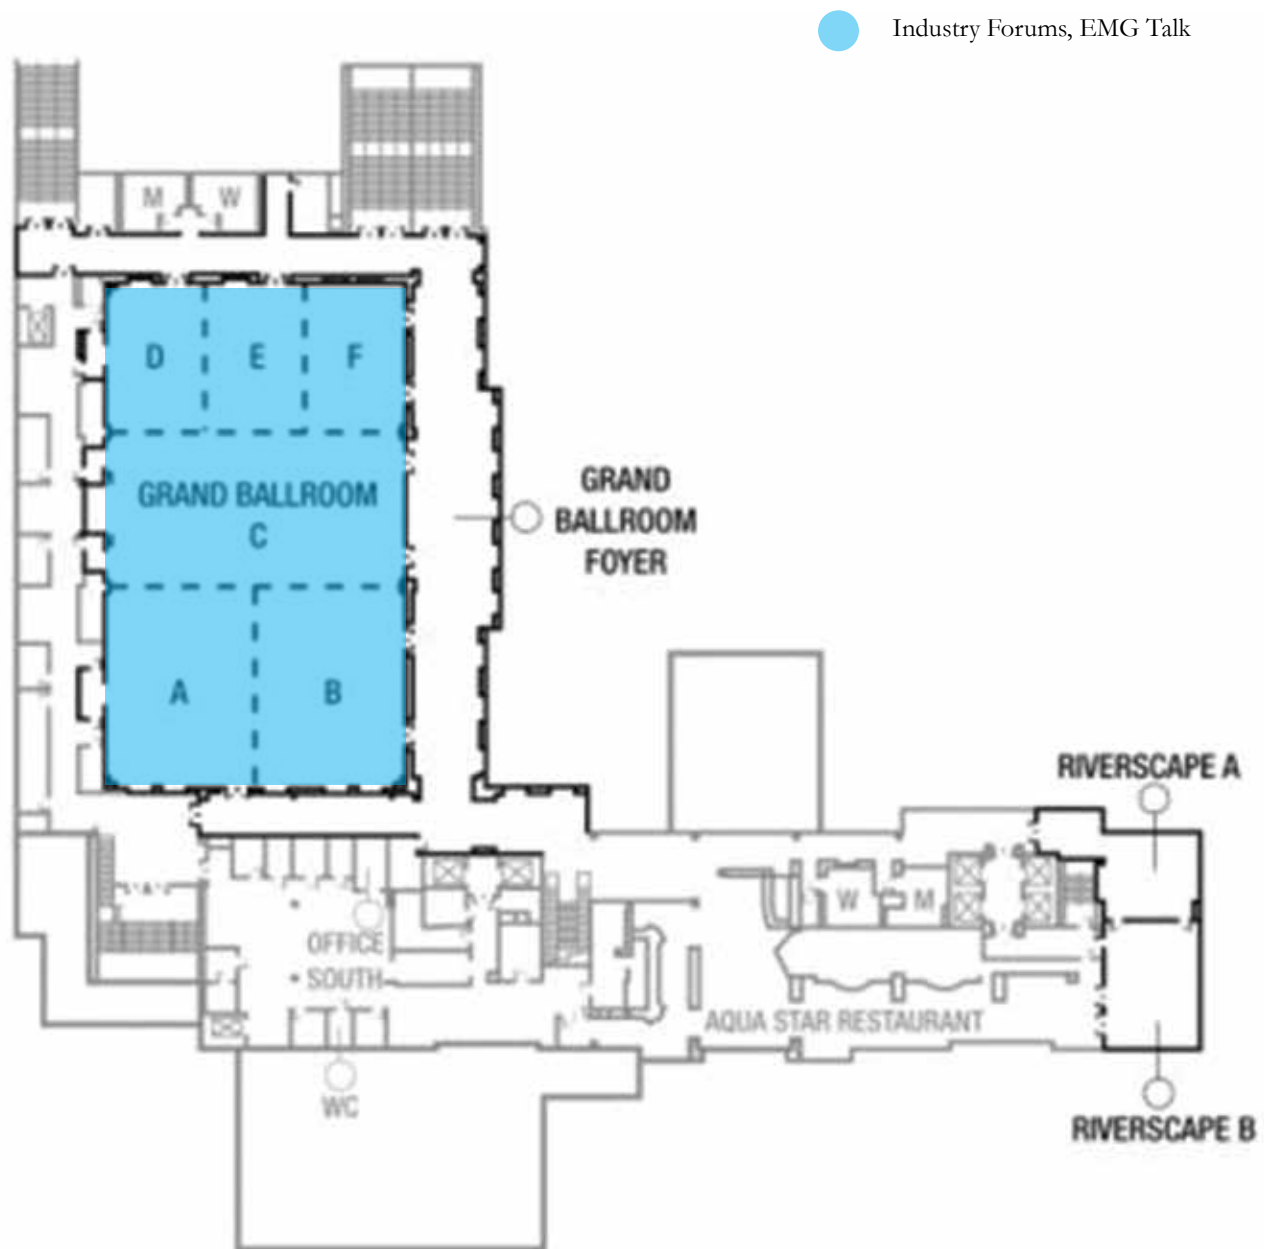 Industry Forums, EMG Talk
M W
D E F
GRAND BALLROOM
C
GRAND
BALLROOM
FOYER
A B
RIVERSCAPE A
W M
OFFICE
SOUTH
AQUA STAR RESTAURANT
WC
RIVERSCAPE B